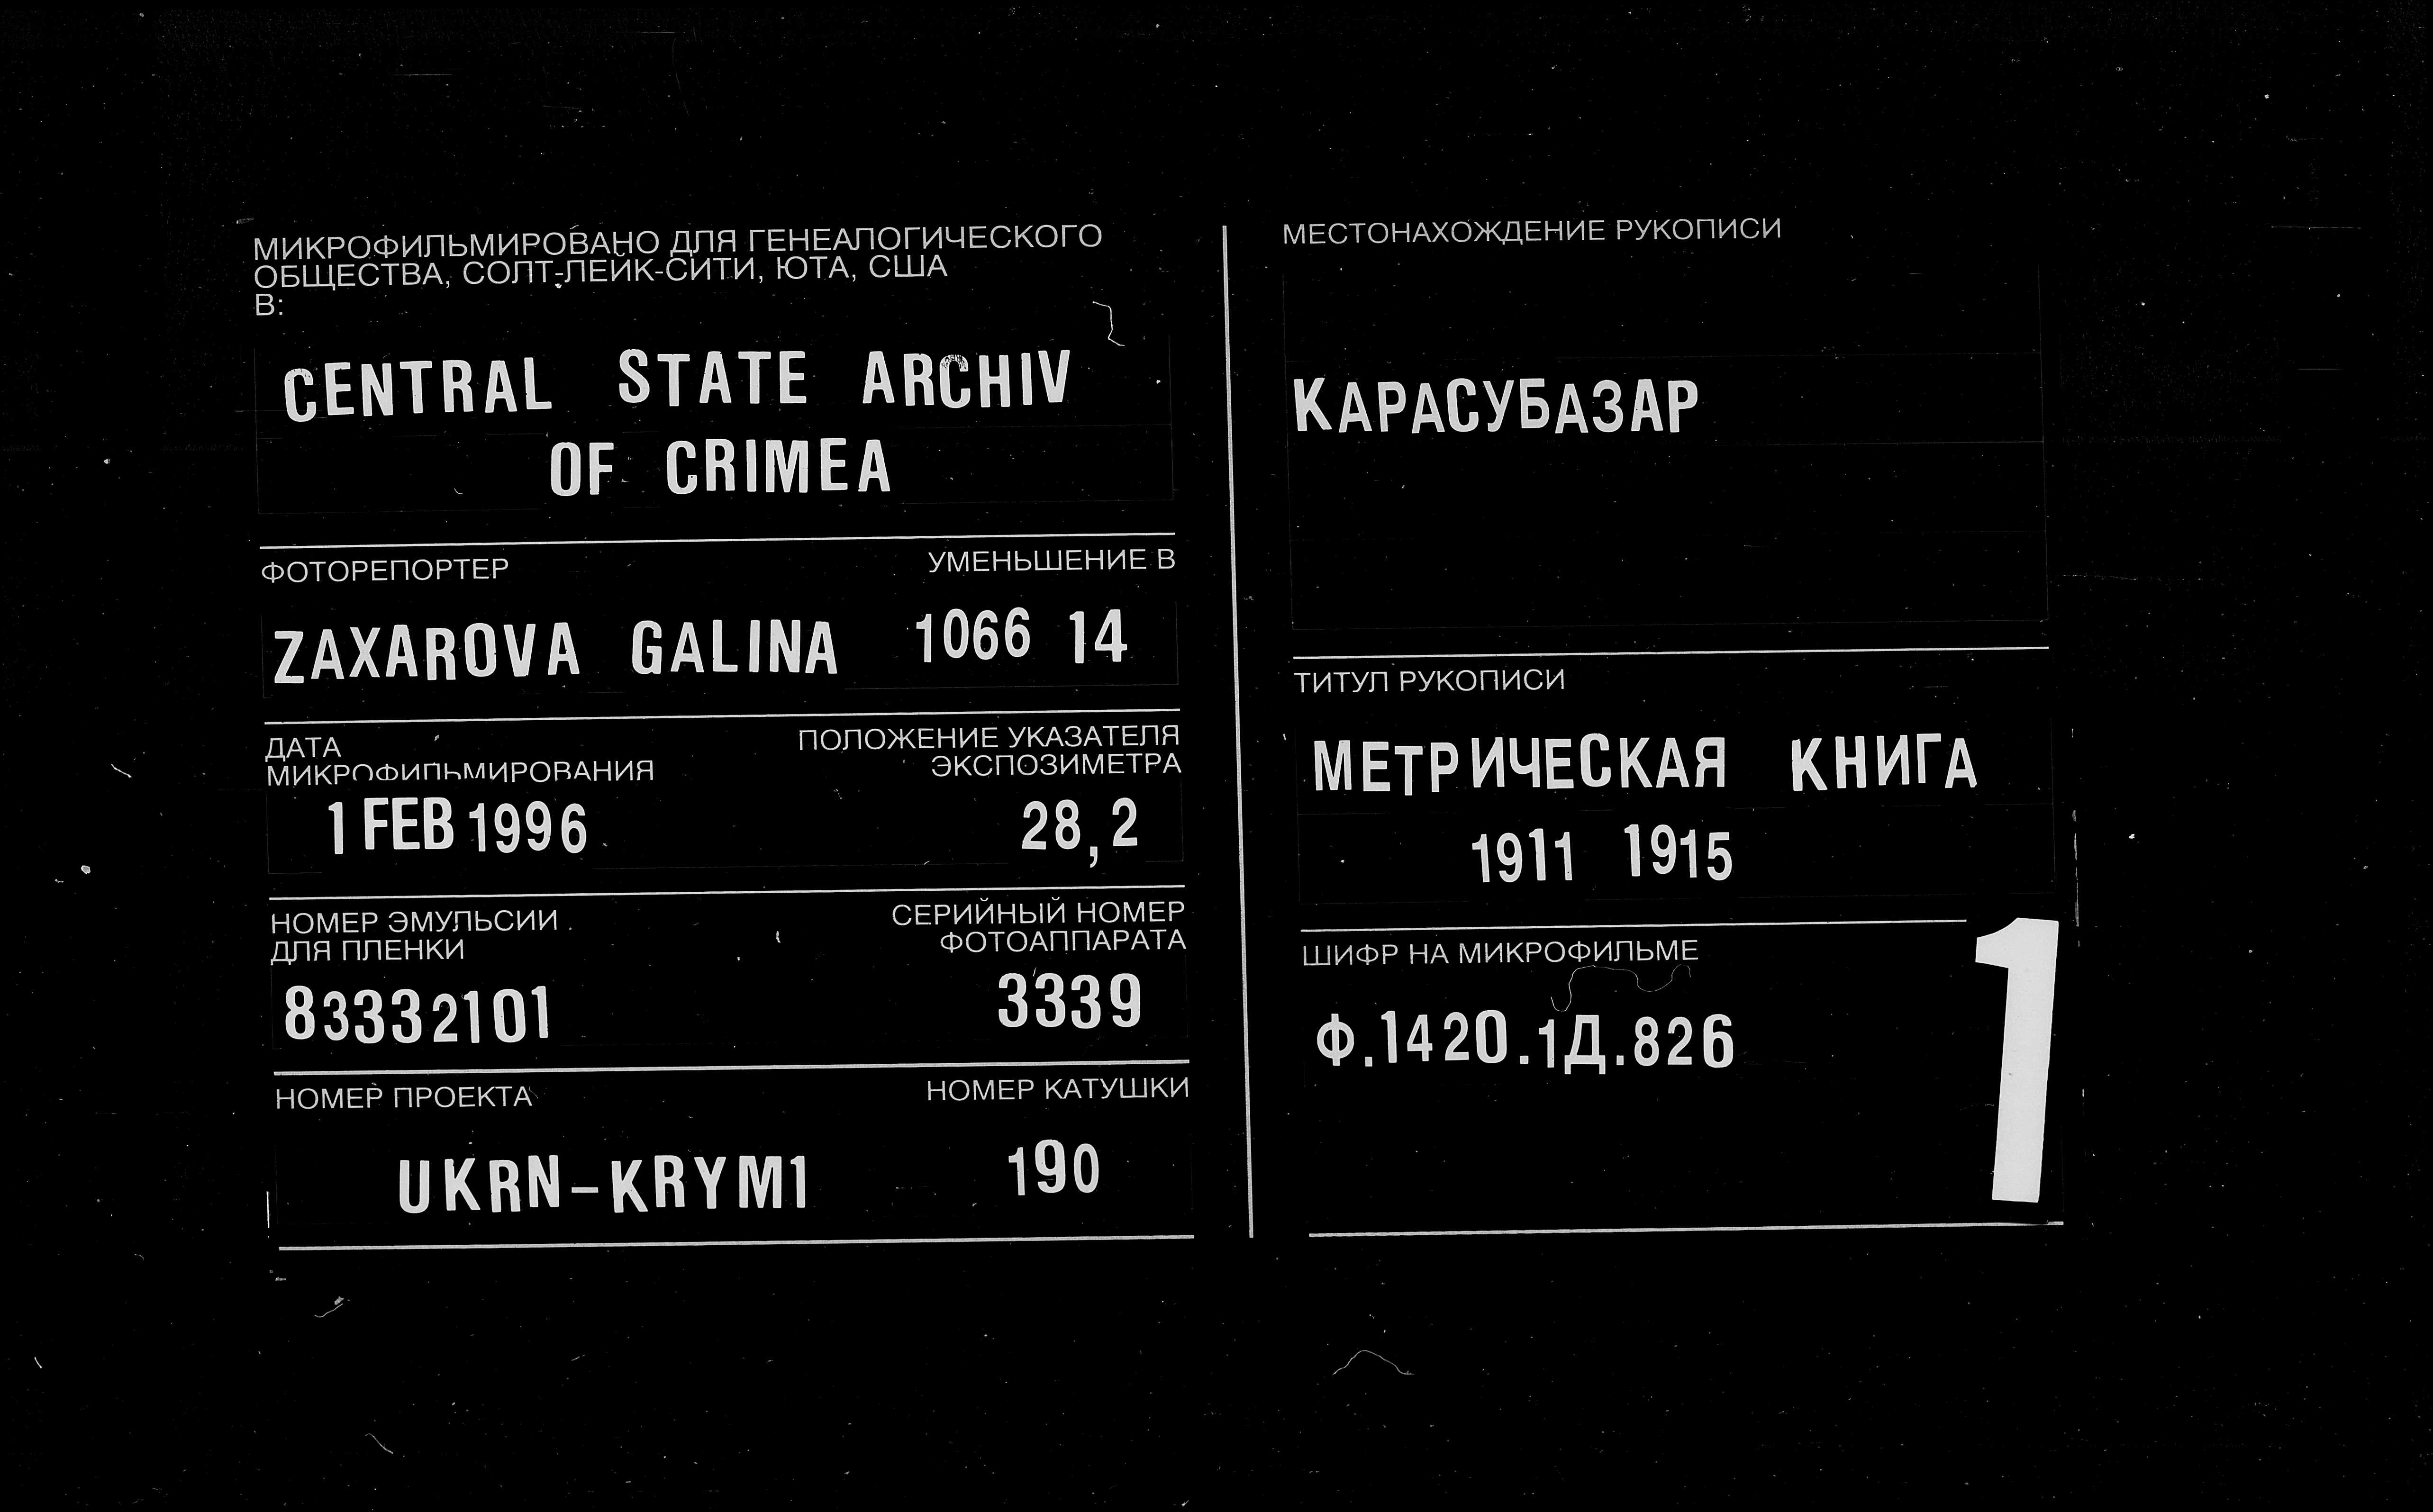 МИКРОФИЛЬМИРОВАНО ДЛЯ ГЕНЕАЛОГИЧЕСКОГО
ОБЩЕСТВА, СОЛТ-ЛЕЙК-СИТИ, ЮТА, США
В:
CENTRAL STATE ARCHIV
OF CRIMEA
ФОТОРЕПОРТЕР УМЕНЬШЕНИЕ В
ZAXAROVA GALINA 1066 14
ДАТА
МИКРОФИЛЬМИРОВАНИЯ
ПОЛОЖЕНИЕ УКАЗАТЕЛЯ
ЭКСПОЗИМЕТРА
1 FEB 1996 28,2
НОМЕР ЭМУЛЬСИИ
ДЛЯ ПЛЕНКИ
СЕРИЙНЫЙ НОМЕР
ФОТОАППАРАТА
83332101 3339
НОМЕР ПРОЕКТА НОМЕР КАТУШКИ
UKRN-KRYM1 190
МЕСТОНАХОЖДЕНИЕ РУКОПИСИ
КАРАСУБАЗАР
ТИТУЛ РУКОПИСИ
МЕТРИЧЕСКАЯ КНИГА
1911 1915
ШИФР НА МИКРОФИЛЬМЕ
Ф.1420.1Д.826
1